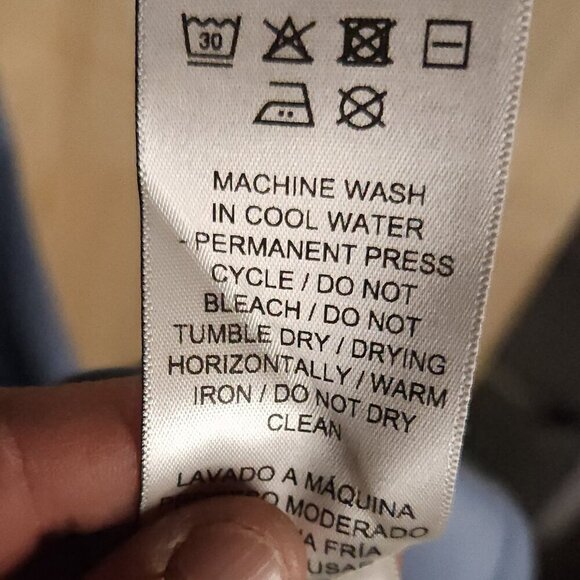 30
MACHINE WASH
IN COOL WATER
- PERMANENT PRESS
CYCLE / DO NOT
BLEACH / DO NOT
TUMBLE DRY / DRYING
HORIZONTALLY / WARM
IRON / DO NOT DRY
CLEAN
LAVADO A MÁQUINA
MODERADO
FRÍA